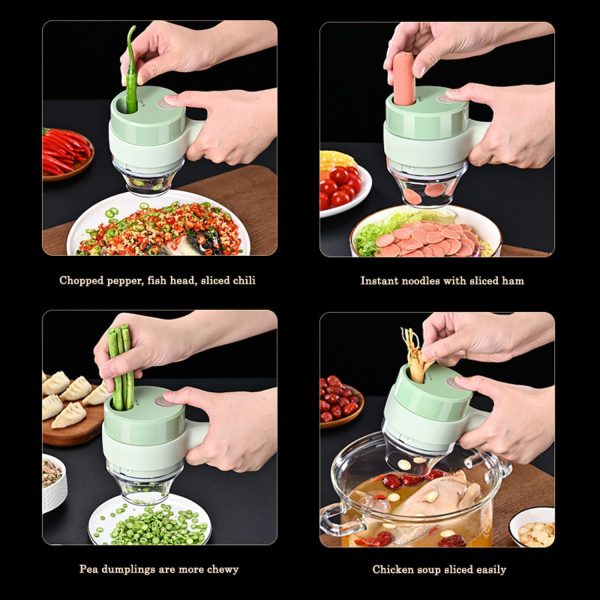 Chopped pepper, fish head, sliced chili
Instant noodles with sliced ham
Pea dumplings are more chewy
Chicken soup sliced easily